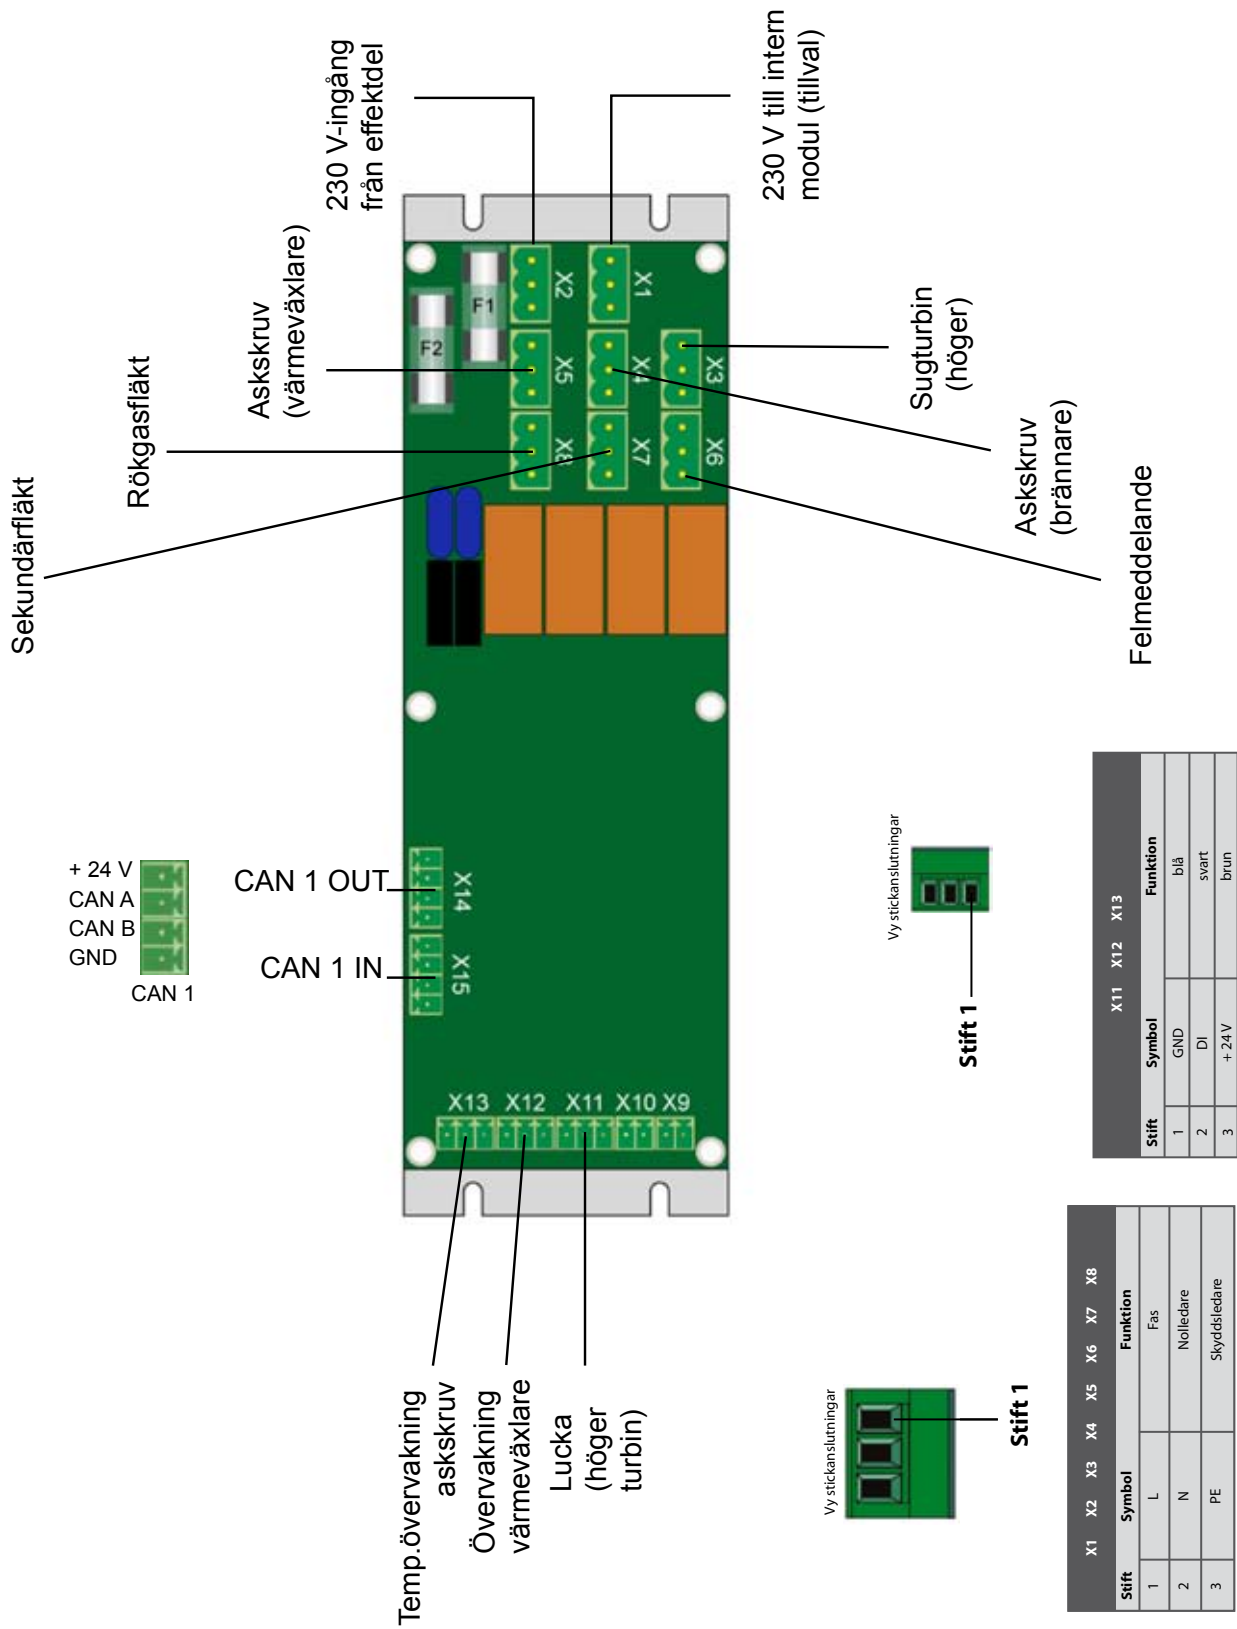 Sekundärfläkt
Rökgasfläkt
Askskruv
(värmeväxlare)
230 V-ingång
från effektdel
F2
F1
X2
X1
X5
X4
X3
X8
X7
X6
230 V till intern
modul (tillval)
Sugturbin
(höger)
Askskruv
(brännare)
Felmeddelande
+ 24 V
CAN A
CAN B
GND
CAN 1
CAN 1 OUT
CAN 1 IN
X14
X15
X13 X12 X11 X10 X9
Temp.övervakning
askskruv
Övervakning
värmeväxlare
Lucka
(höger
turbin)
Vy stickanslutningar
Stift 1
X11 X12 X13
Stift Symbol Funktion
1 GND blå
2 DI svart
3 + 24 V brun
Vy stickanslutningar
Stift 1
X1 X2 X3 X4 X5 X6 X7 X8
Stift Symbol Funktion
1 L Fas
2 N Nolledare
3 PE Skyddsledare